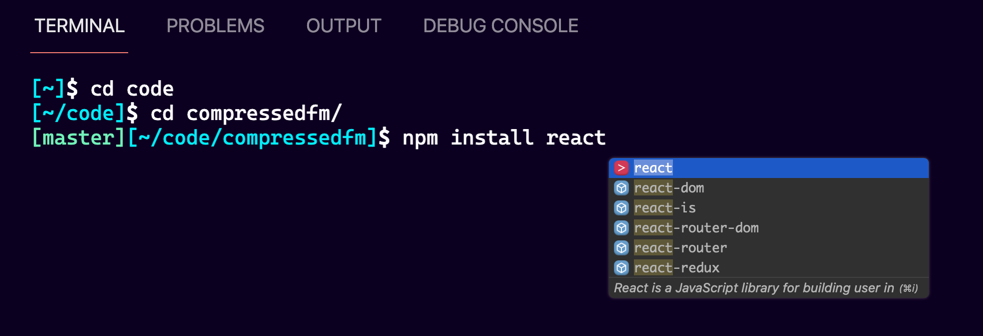 TERMINAL PROBLEMS OUTPUT DEBUG CONSOLE
[~]$ cd code
[~/code]$ cd compressedfm/
[master][~/code/compressedfm]$ npm install react
> react
react-dom
react-is
react-router-dom
react-router
react-redux
React is a JavaScript library for building user in (⌘i)